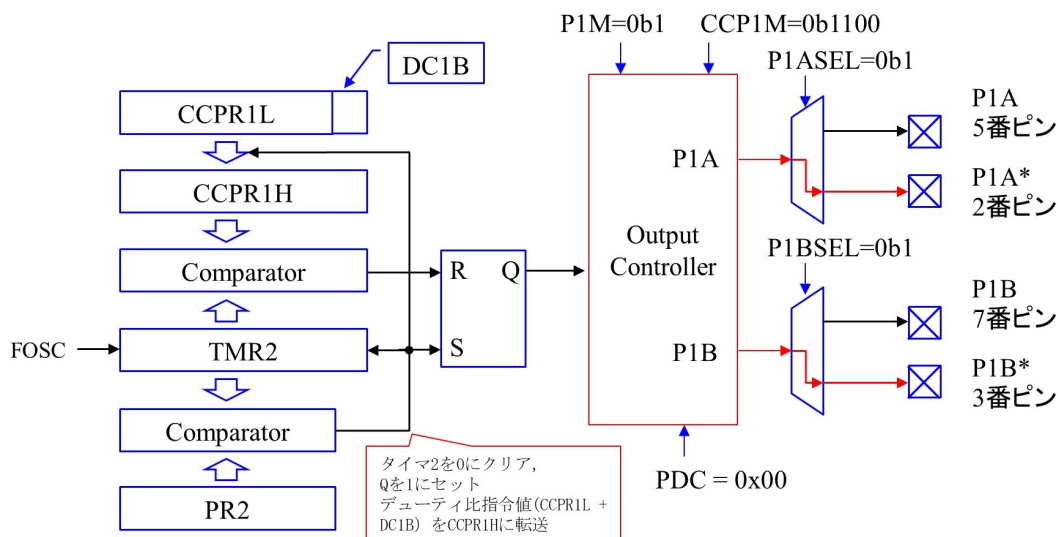 P1M=0b1
CCP1M=0b1100
DC1B
P1ASEL=0b1
CCPR1L
P1A
5番ピン
CCPR1H
P1A
P1A*
2番ピン
Comparator
R Q
Output
Controller
P1BSEL=0b1
FOSC
TMR2
S
P1B
P1B
7番ピン
P1B*
3番ピン
Comparator
タイマ2を0にクリア,
Qを1にセット
デューティ比指令値(CCPR1L +
DC1B) をCCPR1Hに転送
PDC = 0x00
PR2